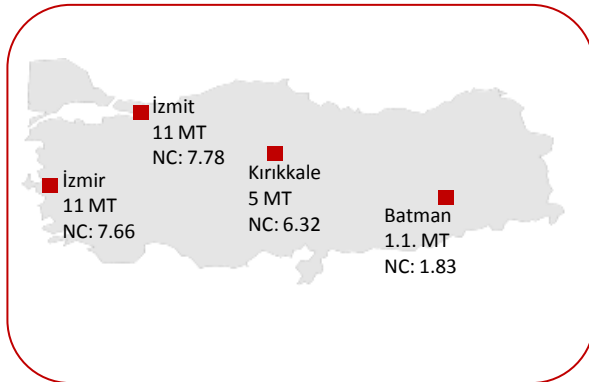 İzmit
11 MT
NC: 7.78
Kırıkkale
5 MT
NC: 6.32
İzmir
11 MT
NC: 7.66
Batman
1.1. MT
NC: 1.83